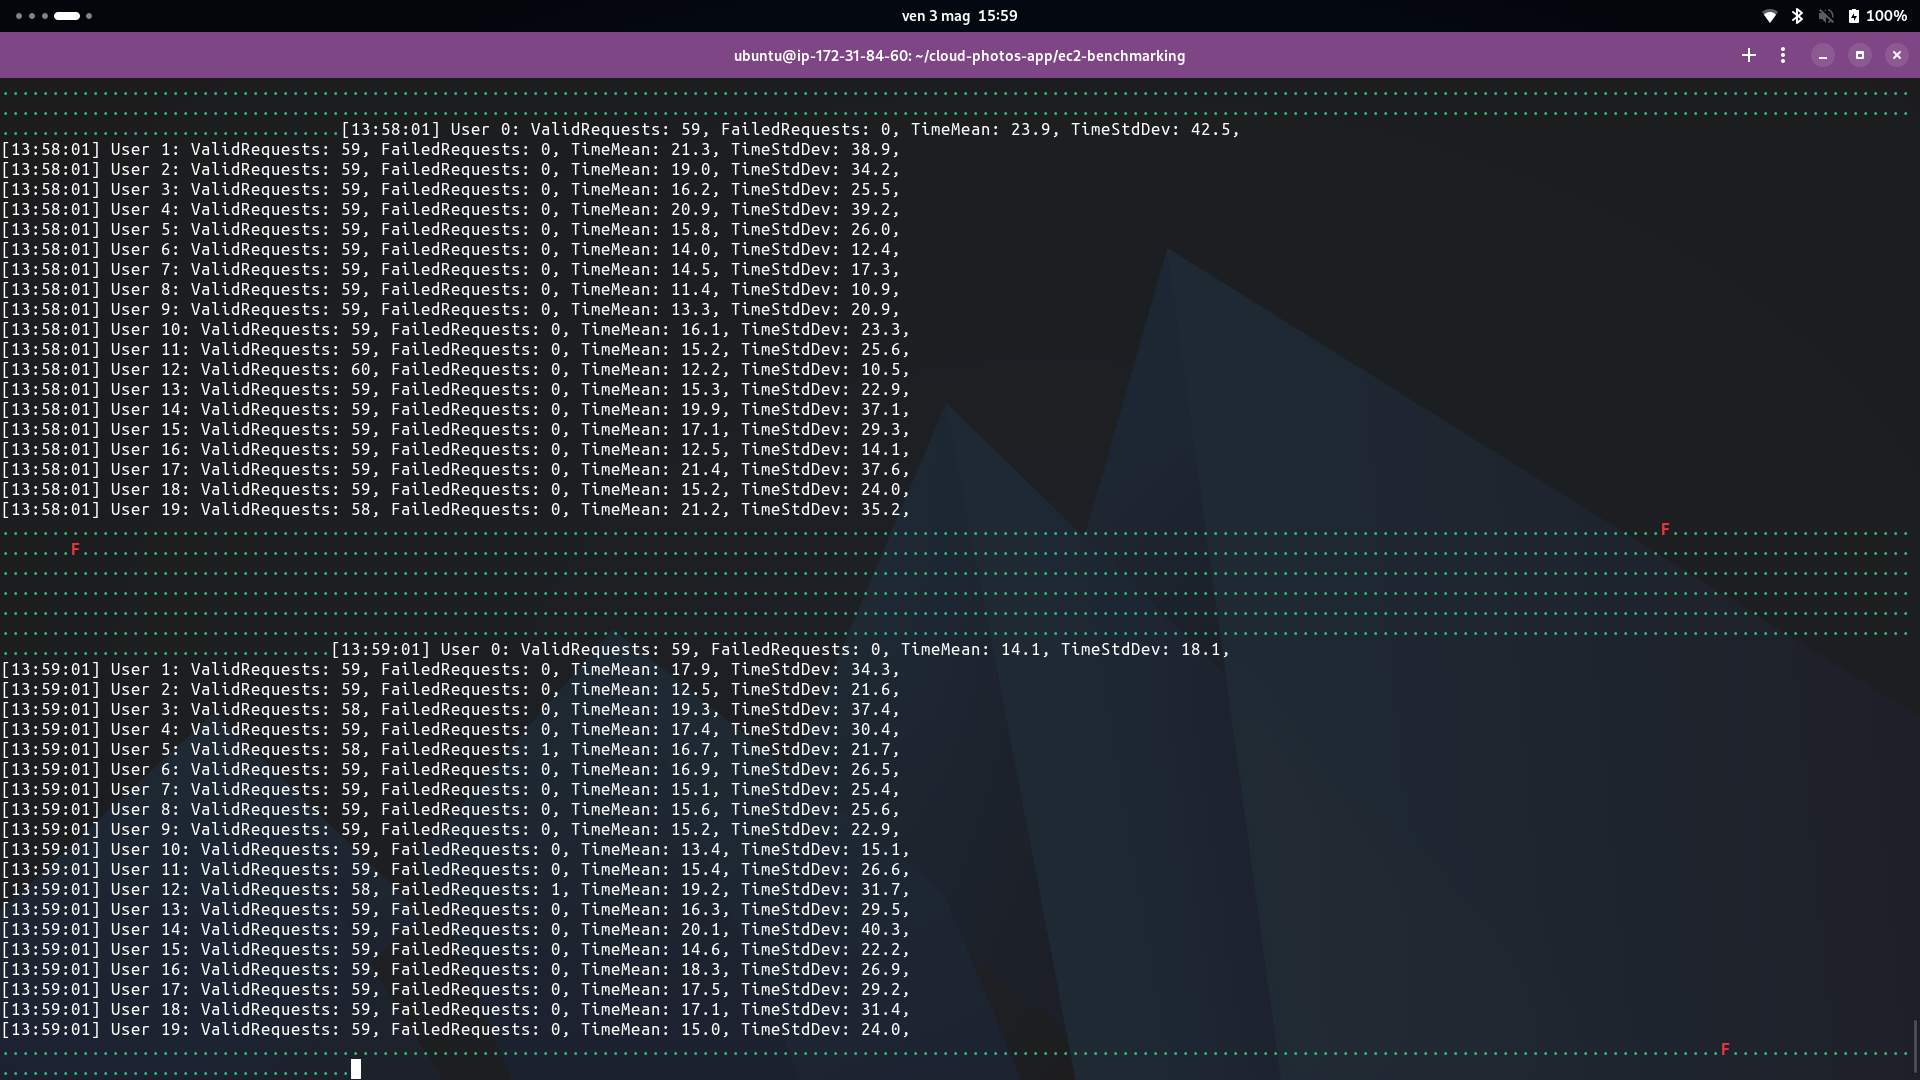 ven 3 mag 15:59
100%
ubuntu@ip-172-31-84-60: ~/cloud-photos-app/ec2-benchmarking
[13:58:01] User 0: ValidRequests: 59, FailedRequests: 0, TimeMean: 23.9, TimeStdDev: 42.5,
[13:58:01] User 1: ValidRequests: 59, FailedRequests: 0, TimeMean: 21.3, TimeStdDev: 38.9,
[13:58:01] User 2: ValidRequests: 59, FailedRequests: 0, TimeMean: 19.0, TimeStdDev: 34.2,
[13:58:01] User 3: ValidRequests: 59, FailedRequests: 0, TimeMean: 16.2, TimeStdDev: 25.5,
[13:58:01] User 4: ValidRequests: 59, FailedRequests: 0, TimeMean: 20.9, TimeStdDev: 39.2,
[13:58:01] User 5: ValidRequests: 59, FailedRequests: 0, TimeMean: 15.8, TimeStdDev: 26.0,
[13:58:01] User 6: ValidRequests: 59, FailedRequests: 0, TimeMean: 14.0, TimeStdDev: 12.4,
[13:58:01] User 7: ValidRequests: 59, FailedRequests: 0, TimeMean: 14.5, TimeStdDev: 17.3,
[13:58:01] User 8: ValidRequests: 59, FailedRequests: 0, TimeMean: 11.4, TimeStdDev: 10.9,
[13:58:01] User 9: ValidRequests: 59, FailedRequests: 0, TimeMean: 13.3, TimeStdDev: 20.9,
[13:58:01] User 10: ValidRequests: 59, FailedRequests: 0, TimeMean: 16.1, TimeStdDev: 23.3,
[13:58:01] User 11: ValidRequests: 59, FailedRequests: 0, TimeMean: 15.2, TimeStdDev: 25.6,
[13:58:01] User 12: ValidRequests: 60, FailedRequests: 0, TimeMean: 12.2, TimeStdDev: 10.5,
[13:58:01] User 13: ValidRequests: 59, FailedRequests: 0, TimeMean: 15.3, TimeStdDev: 22.9,
[13:58:01] User 14: ValidRequests: 59, FailedRequests: 0, TimeMean: 19.9, TimeStdDev: 37.1,
[13:58:01] User 15: ValidRequests: 59, FailedRequests: 0, TimeMean: 17.1, TimeStdDev: 29.3,
[13:58:01] User 16: ValidRequests: 59, FailedRequests: 0, TimeMean: 12.5, TimeStdDev: 14.1,
[13:58:01] User 17: ValidRequests: 59, FailedRequests: 0, TimeMean: 21.4, TimeStdDev: 37.6,
[13:58:01] User 18: ValidRequests: 59, FailedRequests: 0, TimeMean: 15.2, TimeStdDev: 24.0,
[13:58:01] User 19: ValidRequests: 58, FailedRequests: 0, TimeMean: 21.2, TimeStdDev: 35.2,
F
F
[13:59:01] User 0: ValidRequests: 59, FailedRequests: 0, TimeMean: 14.1, TimeStdDev: 18.1,
[13:59:01] User 1: ValidRequests: 59, FailedRequests: 0, TimeMean: 17.9, TimeStdDev: 34.3,
[13:59:01] User 2: ValidRequests: 59, FailedRequests: 0, TimeMean: 12.5, TimeStdDev: 21.6,
[13:59:01] User 3: ValidRequests: 58, FailedRequests: 0, TimeMean: 19.3, TimeStdDev: 37.4,
[13:59:01] User 4: ValidRequests: 59, FailedRequests: 0, TimeMean: 17.4, TimeStdDev: 30.4,
[13:59:01] User 5: ValidRequests: 58, FailedRequests: 1, TimeMean: 16.7, TimeStdDev: 21.7,
[13:59:01] User 6: ValidRequests: 59, FailedRequests: 0, TimeMean: 16.9, TimeStdDev: 26.5,
[13:59:01] User 7: ValidRequests: 59, FailedRequests: 0, TimeMean: 15.1, TimeStdDev: 25.4,
[13:59:01] User 8: ValidRequests: 59, FailedRequests: 0, TimeMean: 15.6, TimeStdDev: 25.6,
[13:59:01] User 9: ValidRequests: 59, FailedRequests: 0, TimeMean: 15.2, TimeStdDev: 22.9,
[13:59:01] User 10: ValidRequests: 59, FailedRequests: 0, TimeMean: 13.4, TimeStdDev: 15.1,
[13:59:01] User 11: ValidRequests: 59, FailedRequests: 0, TimeMean: 15.4, TimeStdDev: 26.6,
[13:59:01] User 12: ValidRequests: 58, FailedRequests: 1, TimeMean: 19.2, TimeStdDev: 31.7,
[13:59:01] User 13: ValidRequests: 59, FailedRequests: 0, TimeMean: 16.3, TimeStdDev: 29.5,
[13:59:01] User 14: ValidRequests: 59, FailedRequests: 0, TimeMean: 20.1, TimeStdDev: 40.3,
[13:59:01] User 15: ValidRequests: 59, FailedRequests: 0, TimeMean: 14.6, TimeStdDev: 22.2,
[13:59:01] User 16: ValidRequests: 59, FailedRequests: 0, TimeMean: 18.3, TimeStdDev: 26.9,
[13:59:01] User 17: ValidRequests: 59, FailedRequests: 0, TimeMean: 17.5, TimeStdDev: 29.2,
[13:59:01] User 18: ValidRequests: 59, FailedRequests: 0, TimeMean: 17.1, TimeStdDev: 31.4,
[13:59:01] User 19: ValidRequests: 59, FailedRequests: 0, TimeMean: 15.0, TimeStdDev: 24.0,
F